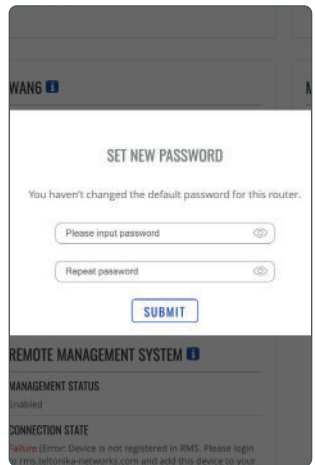 WAN6
SET NEW PASSWORD
You haven't changed the default password for this router.
Please input password
Repeat password
SUBMIT
REMOTE MANAGEMENT SYSTEM
MANAGEMENT STATUS
Enabled
CONNECTION STATE
Failure (Error: Device is not registered in RMS. Please login
to rms.teltonika-networks.com and add this device to your